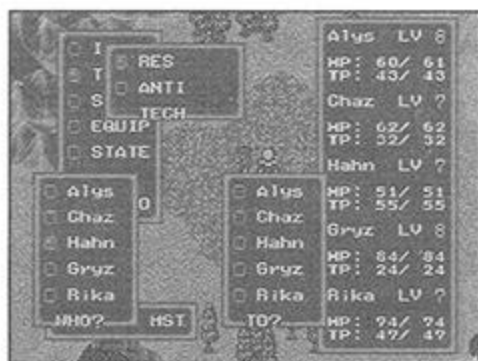 I
T
S
EQUIP
STATE
O
RES
ANTI
TECH
Alys
Chaz
Hahn
Gryz
Rika
WHO?
MST
Alys
Chaz
Hahn
Gryz
Rika
TO?
Alys LV 8
HP: 60/ 61
TP: 43/ 43
Chaz LV 7
HP: 62/ 62
TP: 32/ 32
Hahn LV 7
HP: 51/ 51
TP: 55/ 55
Gryz LV 8
HP: 84/ 84
TP: 24/ 24
Rika LV 7
HP: 74/ 74
TP: 47/ 47